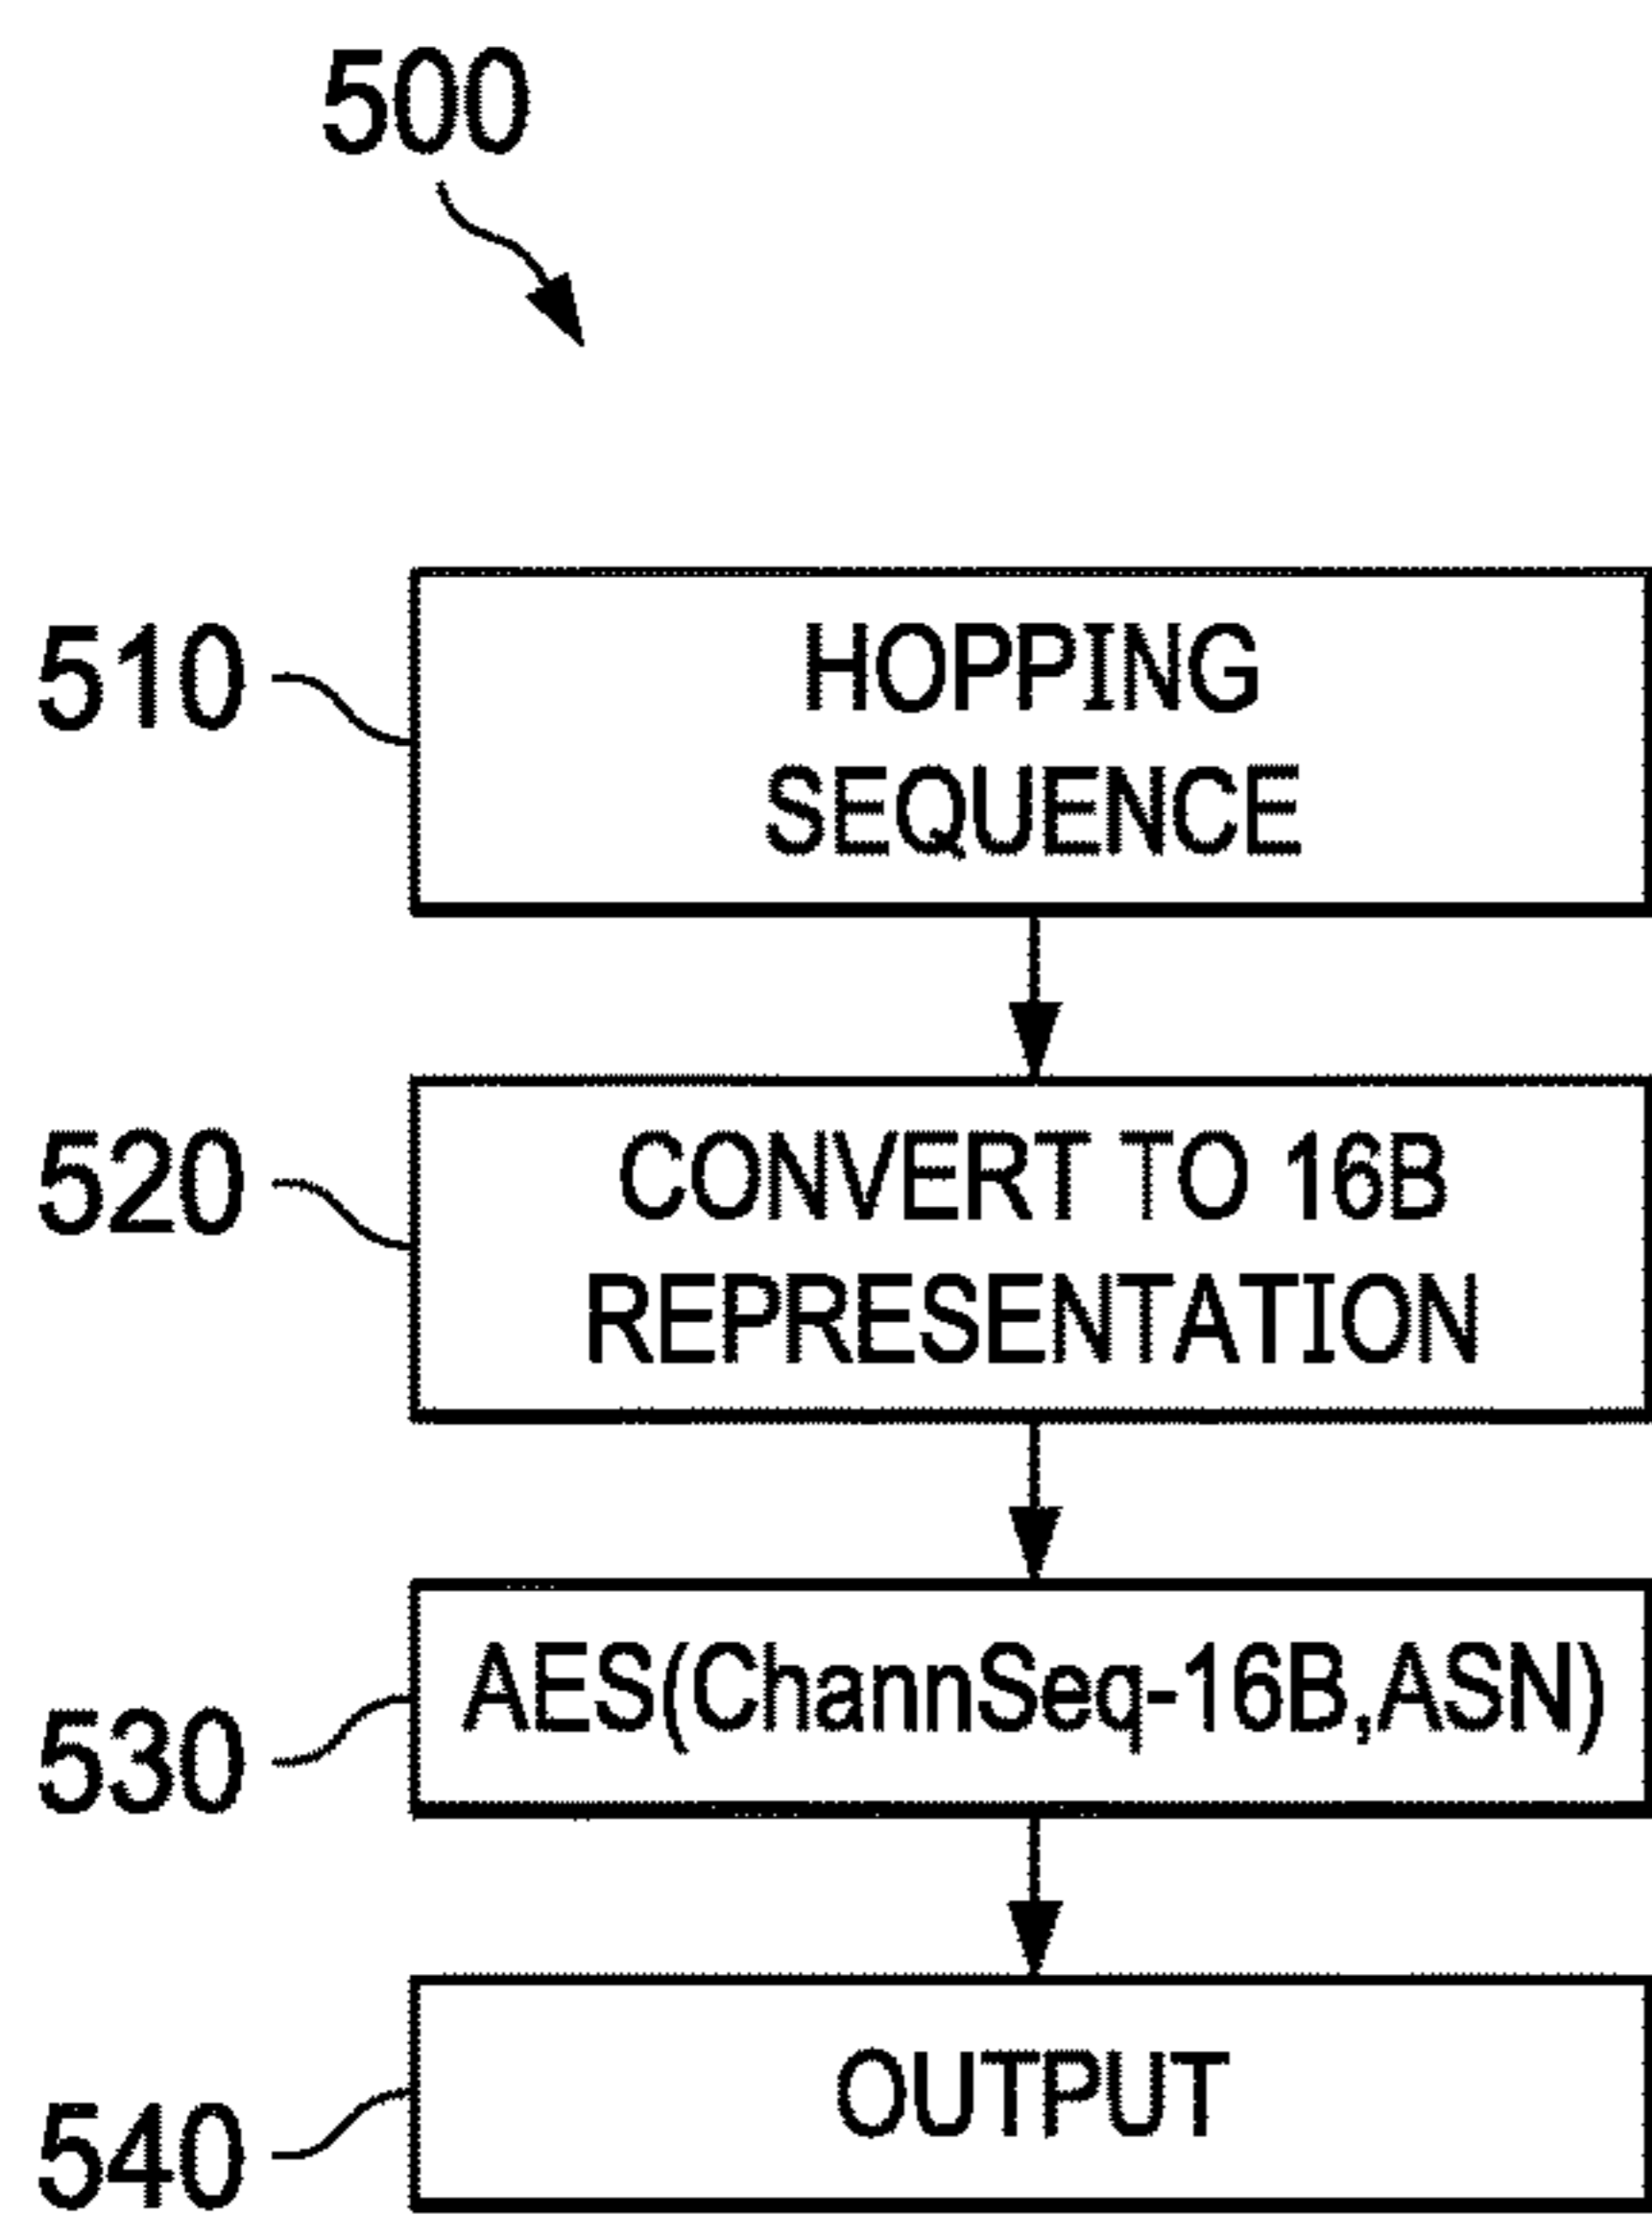 500
510
HOPPING
SEQUENCE
520
CONVERT TO 16B
REPRESENTATION
530
AES(ChannSeq-16B,ASN)
540
OUTPUT